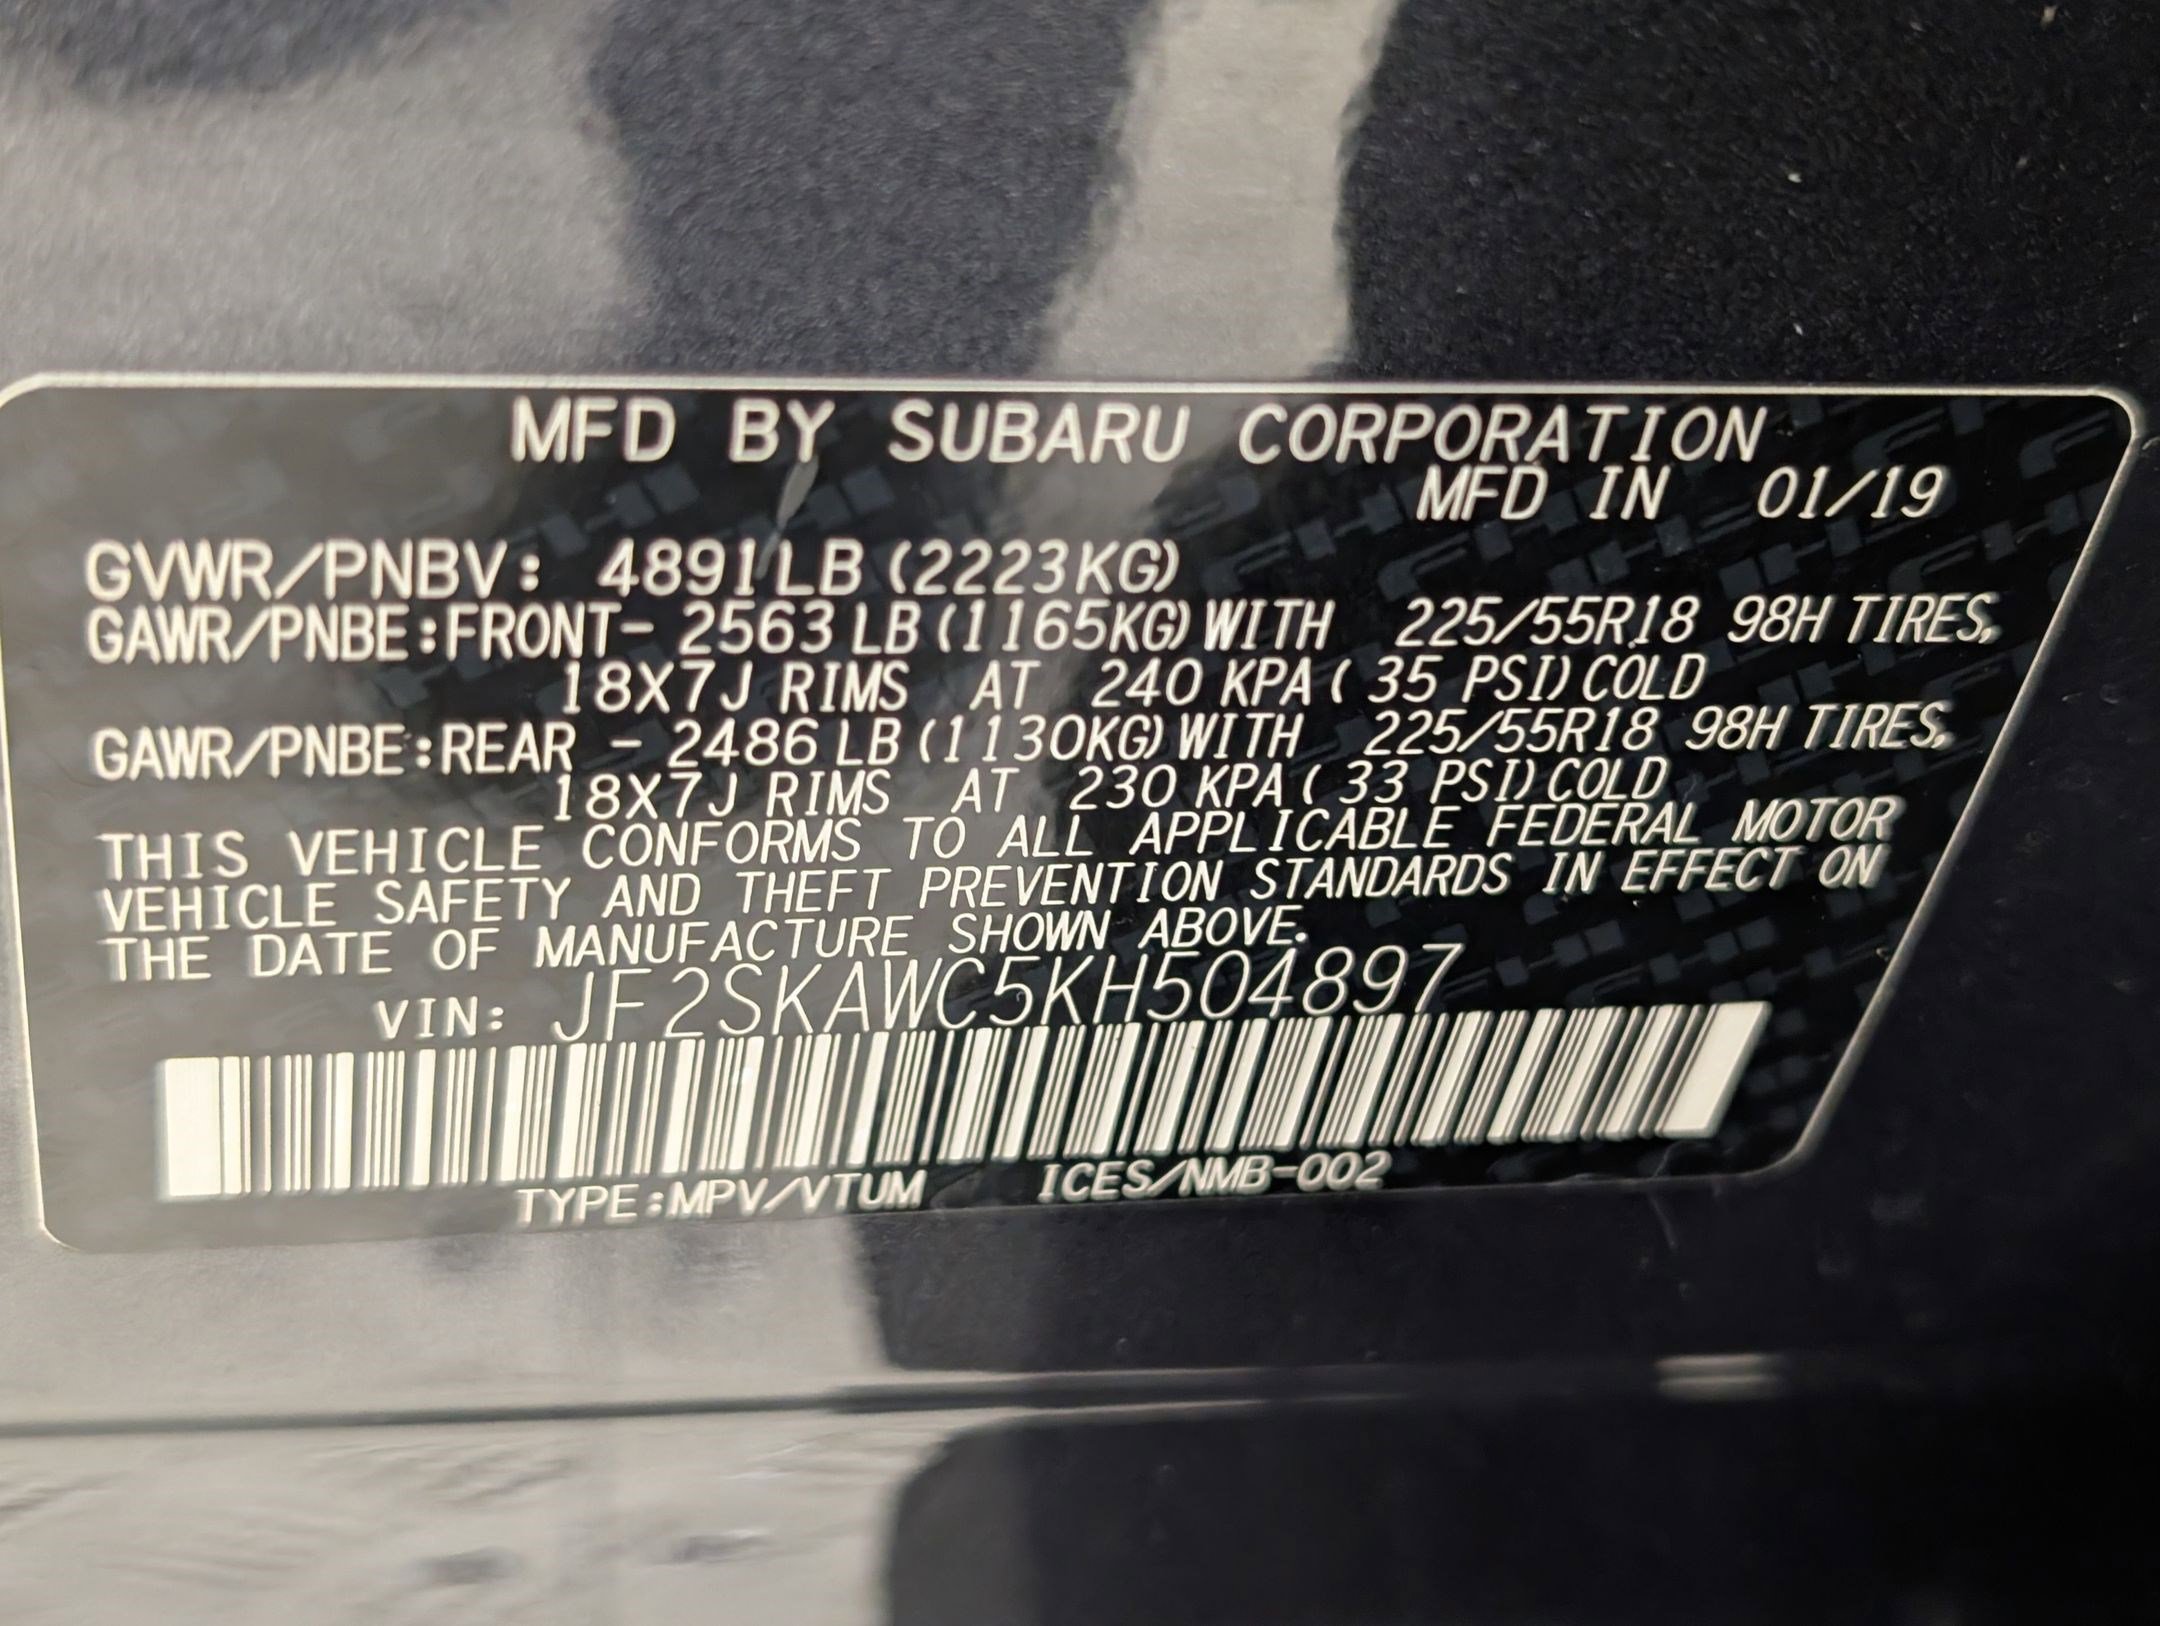 MFD BY SUBARU CORPORATION
MFD IN 01/19
GVWR/PNBV: 4891LB (2223KG)
GAWR/PNBE:FRONT- 2563 LB (1165KG) WITH 225/55R18 98H TIRES,
18X7J RIMS AT 240 KPA ( 35 PSI) COLD
GAWR/PNBE:REAR - 2486 LB (1130KG) WITH 225/55R18 98H TIRES,
18X7J RIMS AT 230 KPA ( 33 PSI) COLD
THIS VEHICLE CONFORMS TO ALL APPLICABLE FEDERAL MOTOR
VEHICLE SAFETY AND THEFT PREVENTION STANDARDS IN EFFECT ON
THE DATE OF MANUFACTURE SHOWN ABOVE.
VIN: JF2SKAWC5KH504897
TYPE:MPV/VTUM ICES/NMB-002